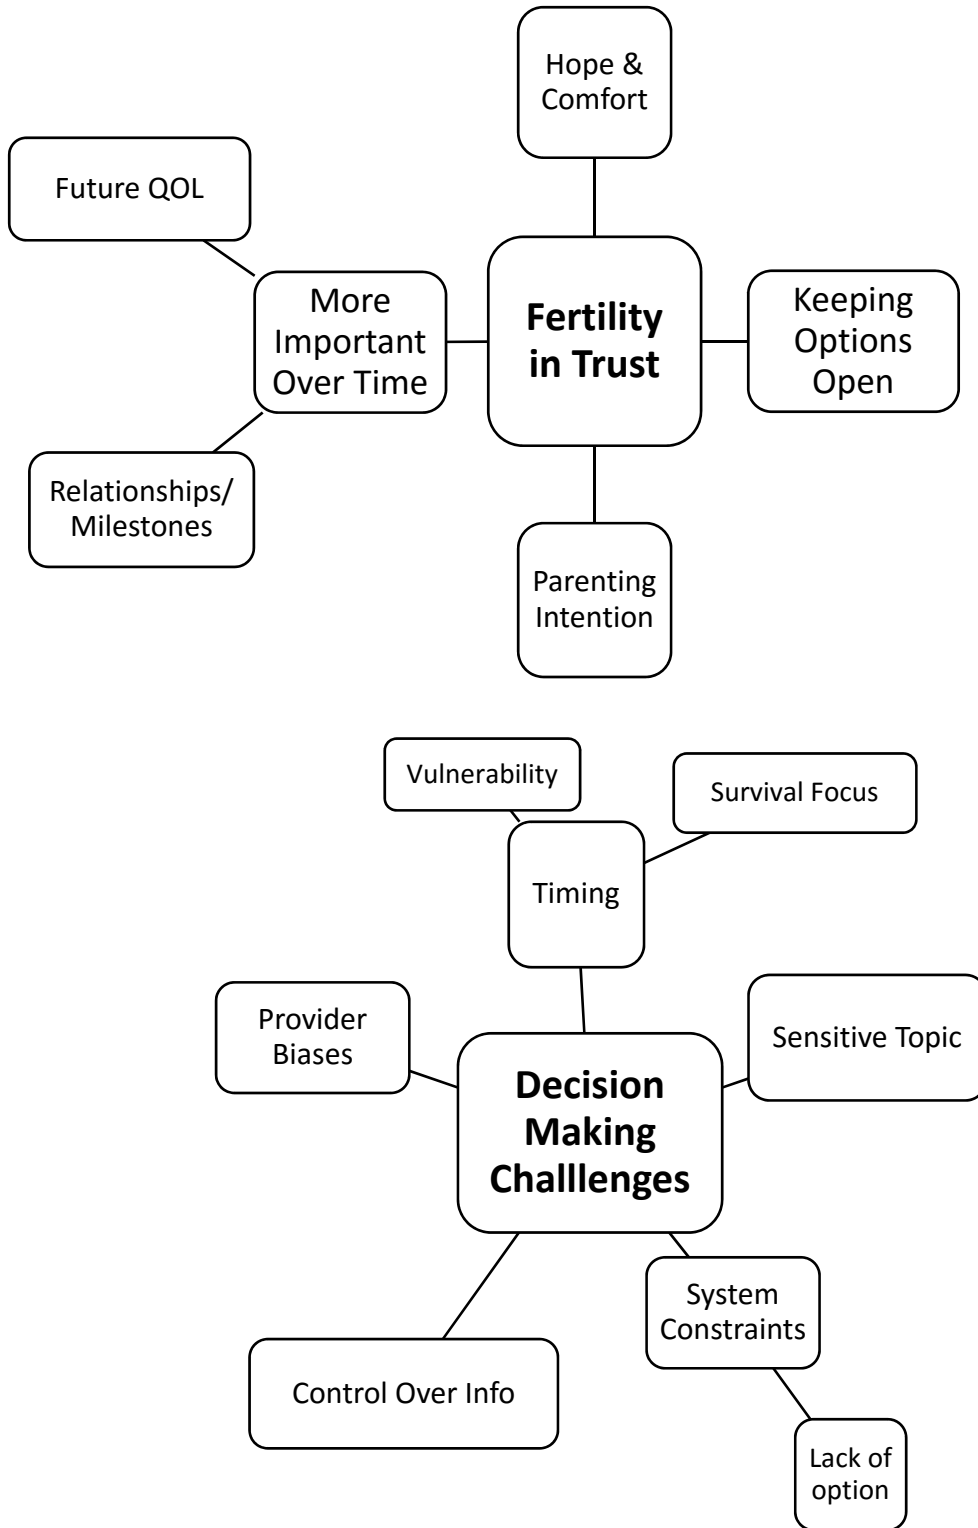 Hope &
Comfort
Future QOL
More
Important
Over Time
Fertility
in Trust
Keeping
Options
Open
Relationships/
Milestones
Parenting
Intention
Vulnerability
Survival Focus
Timing
Provider
Biases
Sensitive Topic
Decision
Making
Challlenges
System
Constraints
Control Over Info
Lack of
option